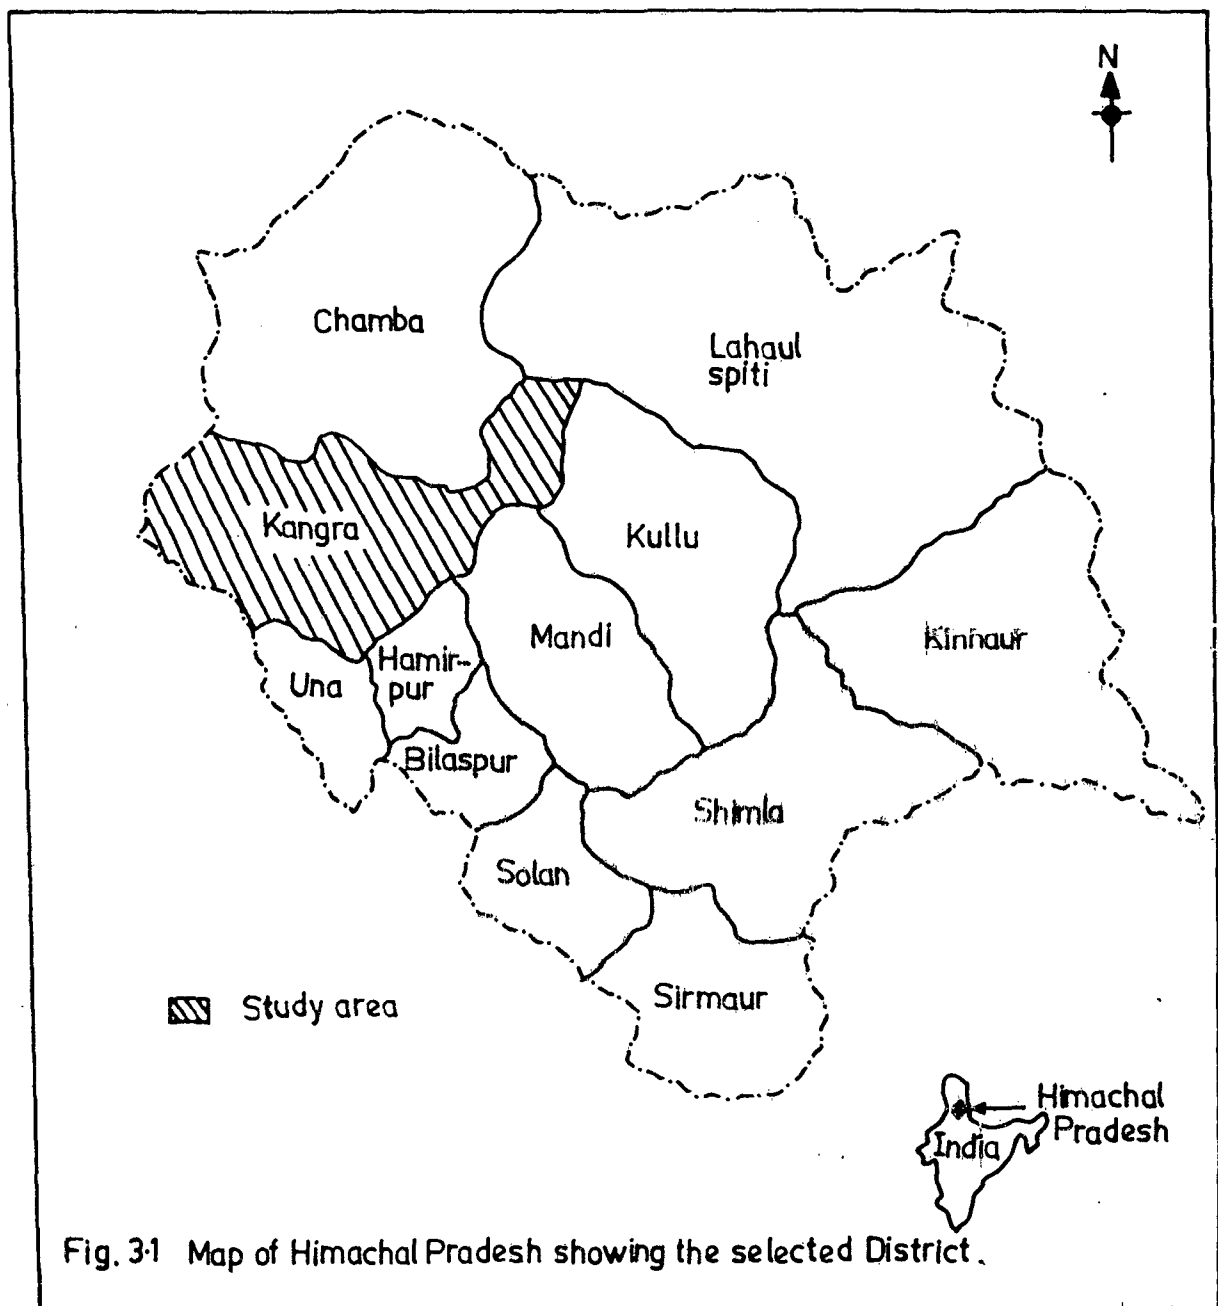 N
Chamba
Lahaul
spiti
Kangra
Kullu
Mandi
Kinnaur
Hamir-
pur
Una
Bilaspur
Shimla
Solan
Sirmaur
Study area
Himachal
Pradesh
India
Fig. 3.1 Map of Himachal Pradesh showing the selected District.